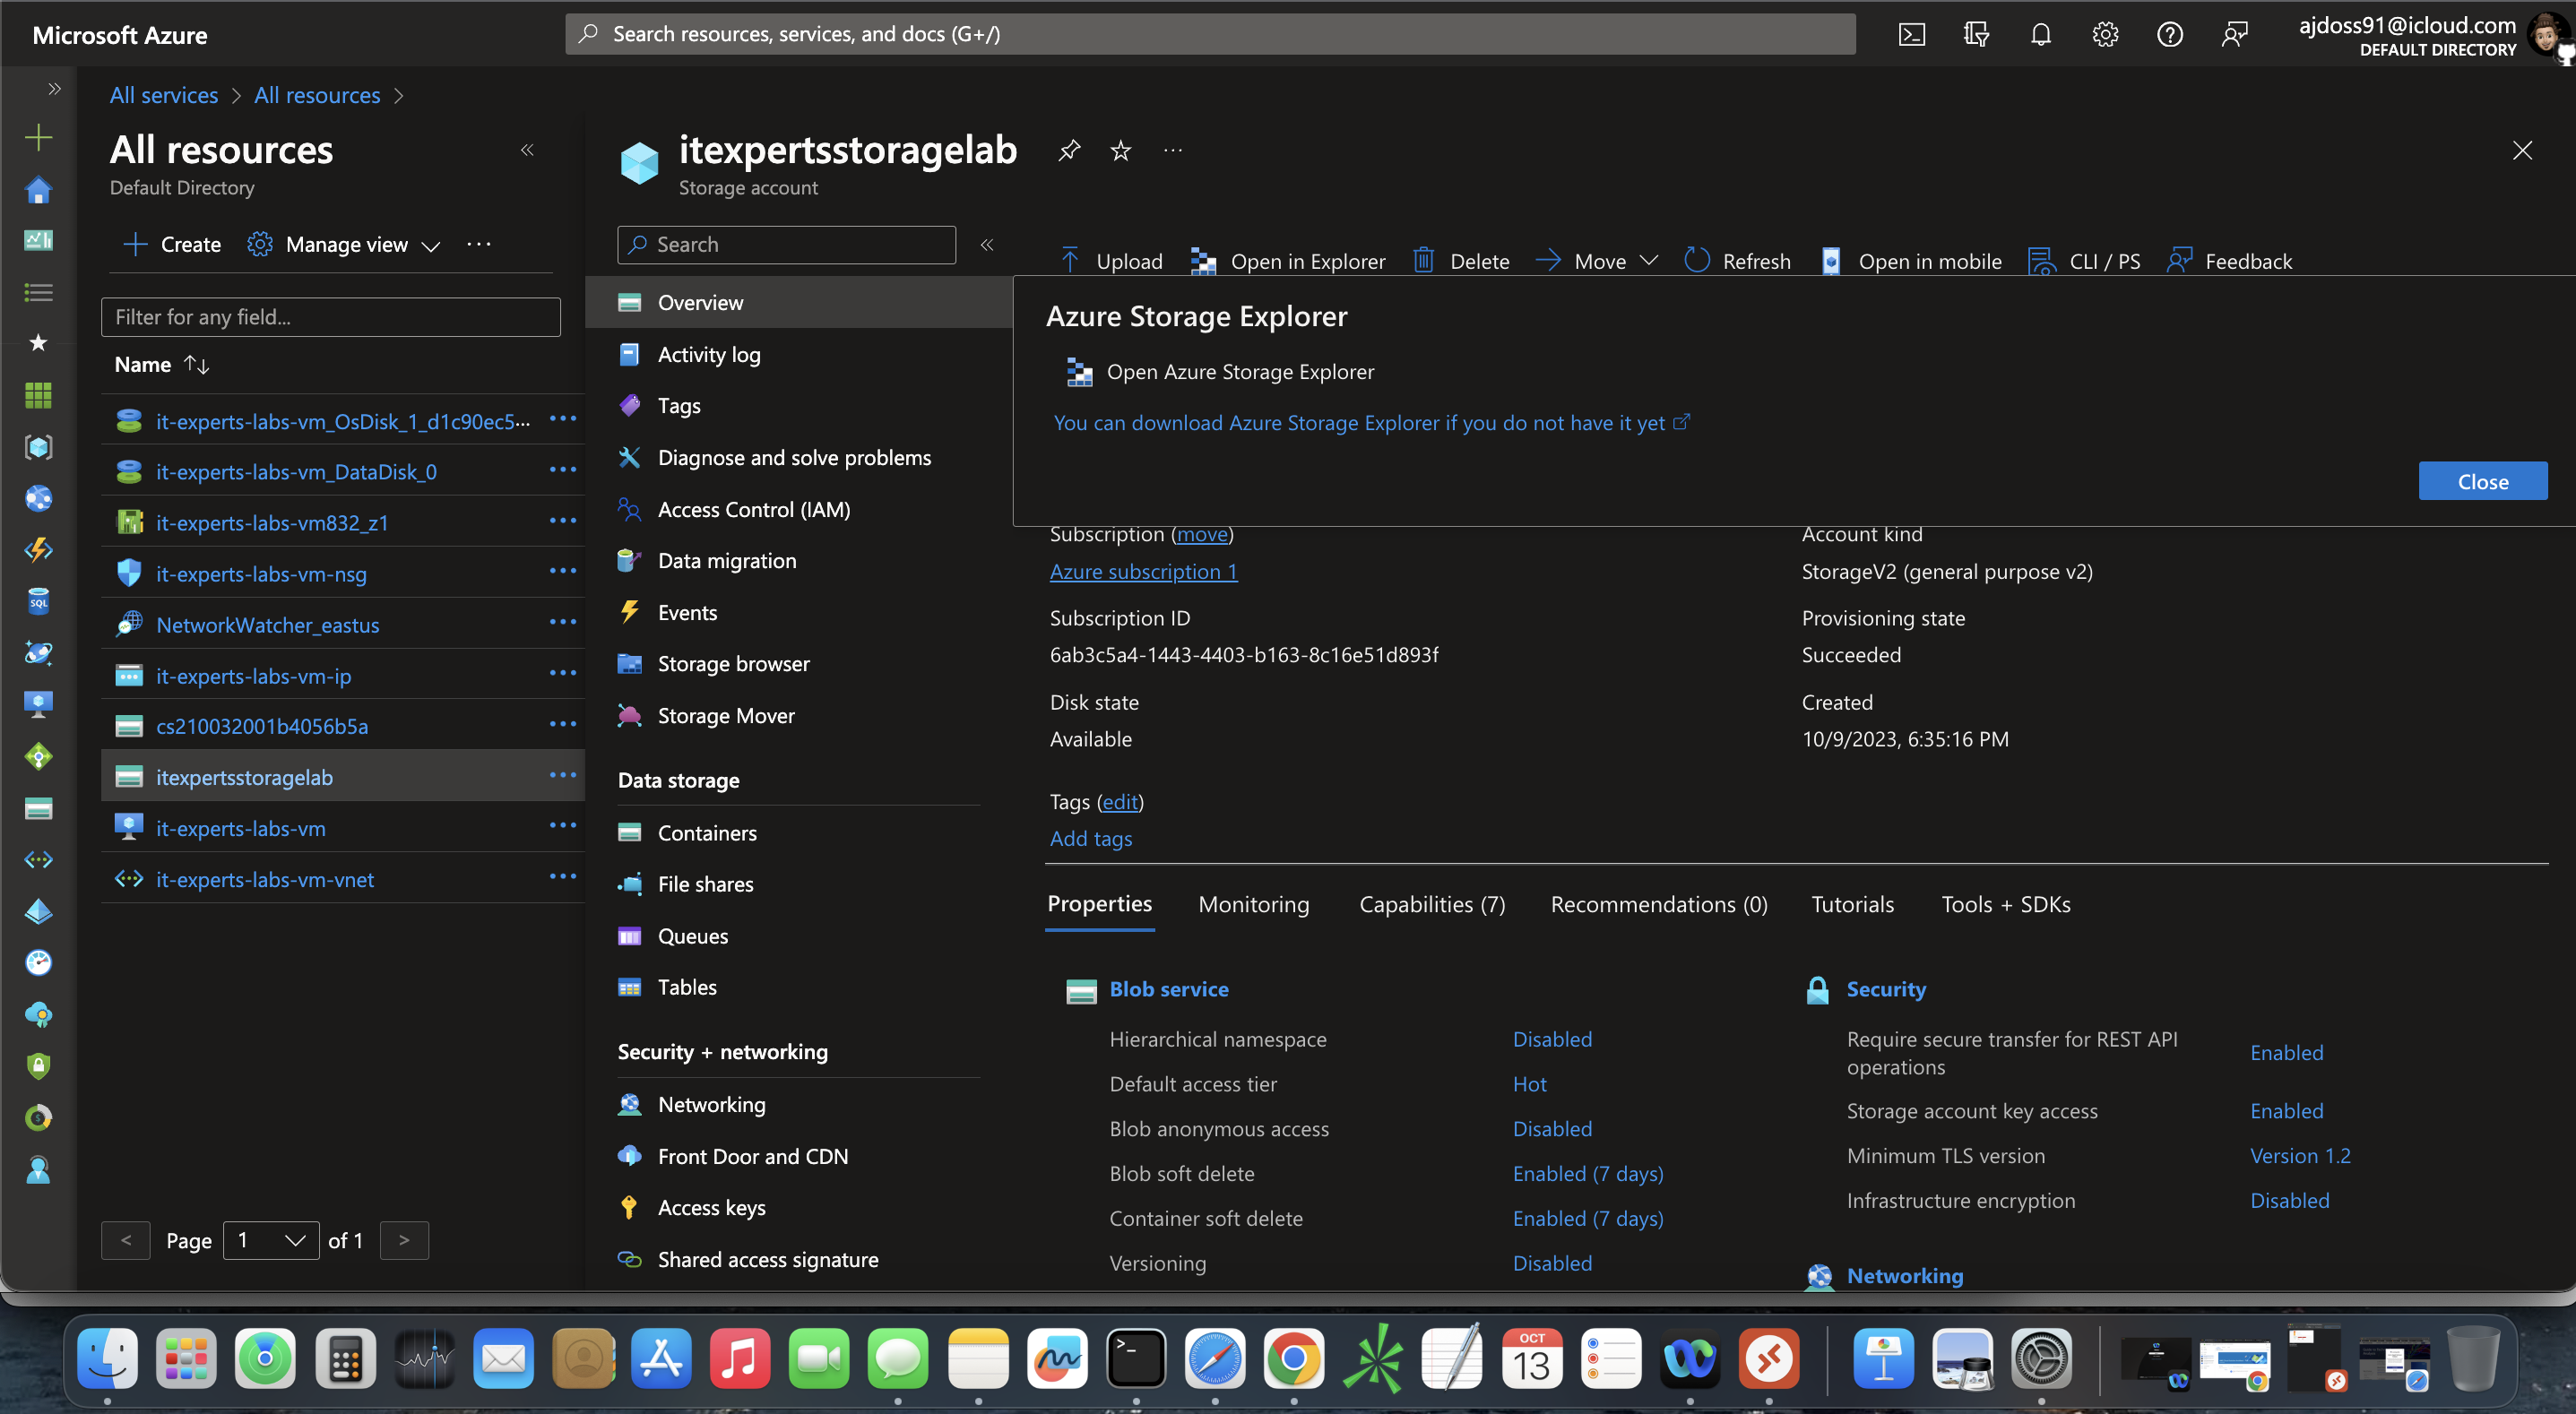 Microsoft Azure
Search resources, services, and docs (G+/)
ajdoss91@icloud.com
DEFAULT DIRECTORY
All services > All resources >
All resources
Default Directory
Create
Manage view
Filter for any field...
Name
it-experts-labs-vm_OsDisk_1_d1c90ec5...
it-experts-labs-vm_DataDisk_0
it-experts-labs-vm832_z1
it-experts-labs-vm-nsg
NetworkWatcher_eastus
it-experts-labs-vm-ip
cs210032001b4056b5a
itexpertsstoragelab
it-experts-labs-vm
it-experts-labs-vm-vnet
< Page 1 of 1 >
itexpertsstoragelab
Storage account
Search
Overview
Activity log
Tags
Diagnose and solve problems
Access Control (IAM)
Data migration
Events
Storage browser
Storage Mover
Data storage
Containers
File shares
Queues
Tables
Security + networking
Networking
Front Door and CDN
Access keys
Shared access signature
Upload
Open in Explorer
Delete
Move
Refresh
Open in mobile
CLI / PS
Feedback
Azure Storage Explorer
Open Azure Storage Explorer
You can download Azure Storage Explorer if you do not have it yet
Close
Subscription (move)
Azure subscription 1
Subscription ID
6ab3c5a4-1443-4403-b163-8c16e51d893f
Disk state
Available
Account kind
StorageV2 (general purpose v2)
Provisioning state
Succeeded
Created
10/9/2023, 6:35:16 PM
Tags (edit)
Add tags
Properties
Monitoring
Capabilities (7)
Recommendations (0)
Tutorials
Tools + SDKs
Blob service
Hierarchical namespace Disabled
Default access tier Hot
Blob anonymous access Disabled
Blob soft delete Enabled (7 days)
Container soft delete Enabled (7 days)
Versioning Disabled
Security
Require secure transfer for REST API
operations Enabled
Storage account key access Enabled
Minimum TLS version Version 1.2
Infrastructure encryption Disabled
Networking
SQL
OCT
13